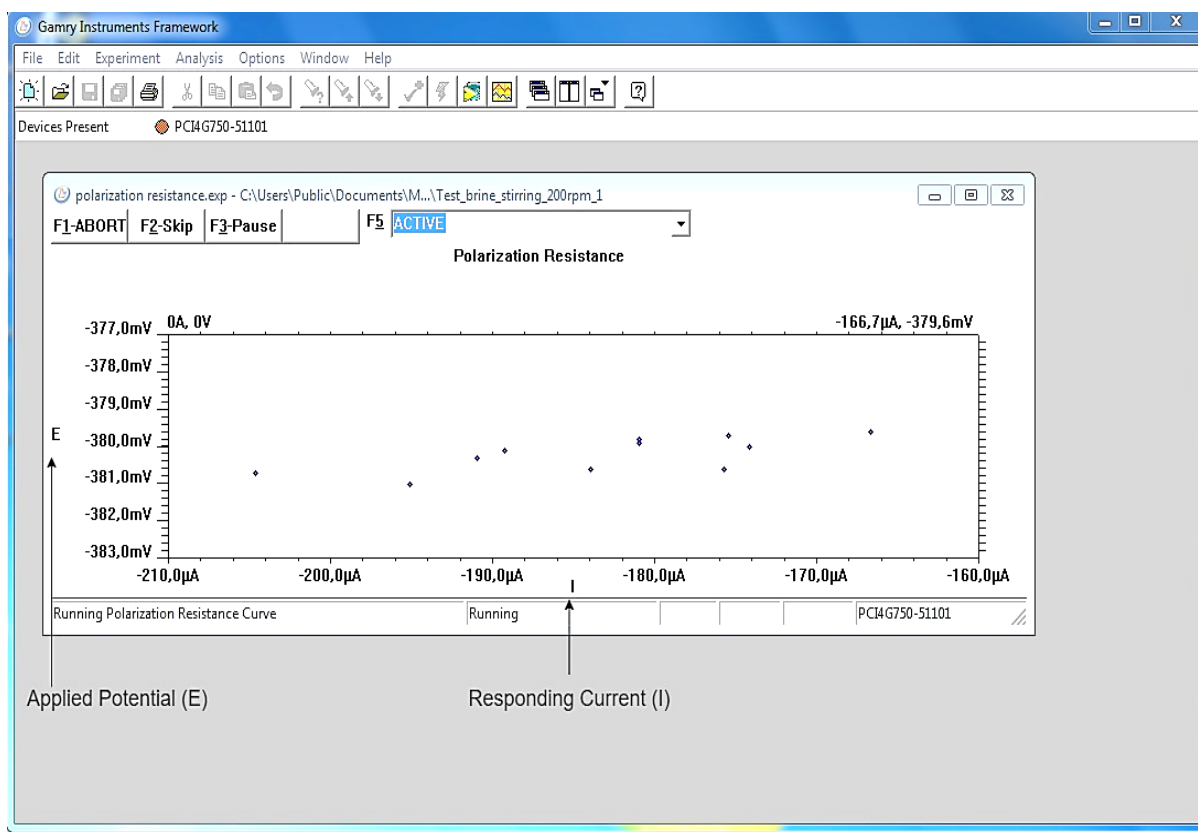 Gamry Instruments Framework
File Edit Experiment Analysis Options Window Help
Devices Present PCI4G750-51101
polarization resistance.exp - C:\Users\Public\Documents\M...\Test_brine_stirring_200rpm_1
F1-ABORT F2-Skip F3-Pause F5 ACTIVE
Polarization Resistance
0A, 0V -166,7µA, -379,6mV
-377,0mV
-378,0mV
-379,0mV
E
-380,0mV
-381,0mV
-382,0mV
-383,0mV
-210,0µA -200,0µA -190,0µA -180,0µA -170,0µA -160,0µA
I
Running Polarization Resistance Curve Running PCI4G750-51101
Applied Potential (E) Responding Current (I)